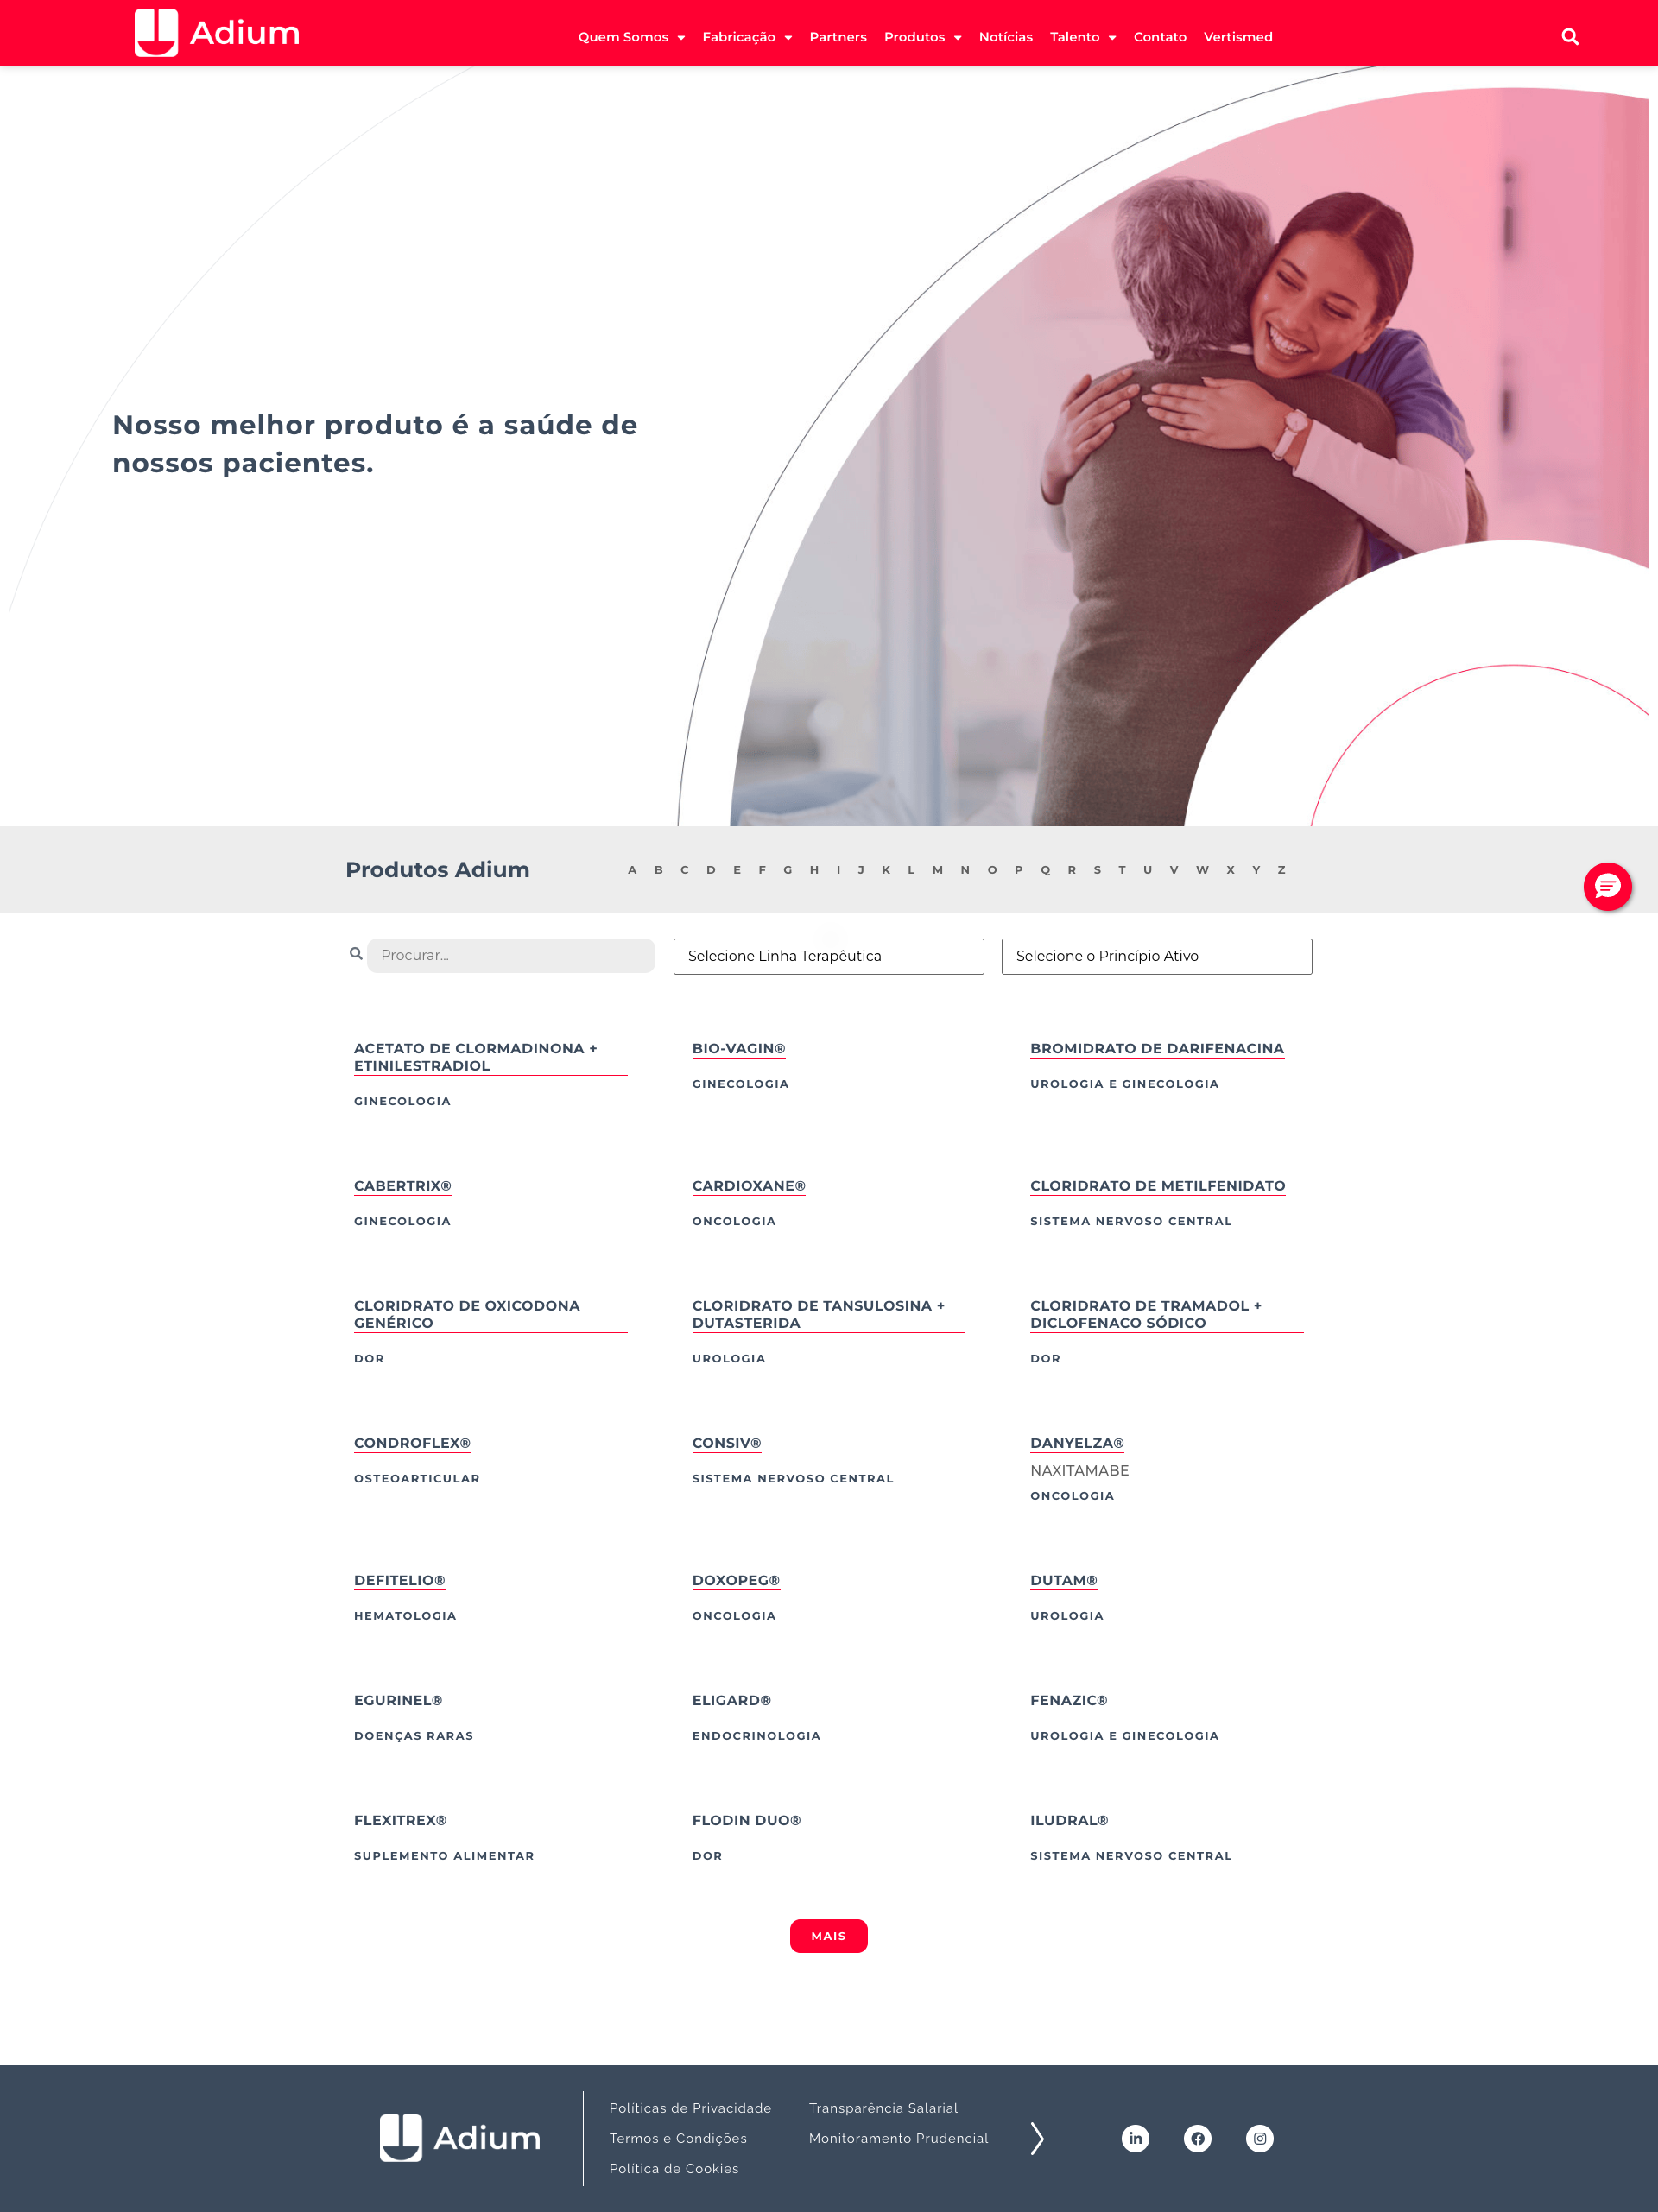 Adium
Quem Somos Fabricação Partners Produtos Notícias Talento Contato Vertismed
Nosso melhor produto é a saúde de
nossos pacientes.
Produtos Adium
A B C D E F G H I J K L M N O P Q R S T U V W X Y Z
Procurar...
Selecione Linha Terapêutica
Selecione o Princípio Ativo
ACETATO DE CLORMADINONA +
ETINILESTRADIOL
GINECOLOGIA
BIO-VAGIN®
GINECOLOGIA
BROMIDRATO DE DARIFENACINA
UROLOGIA E GINECOLOGIA
CABERTRIX®
GINECOLOGIA
CARDIOXANE®
ONCOLOGIA
CLORIDRATO DE METILFENIDATO
SISTEMA NERVOSO CENTRAL
CLORIDRATO DE OXICODONA
GENÉRICO
DOR
CLORIDRATO DE TANSULOSINA +
DUTASTERIDA
UROLOGIA
CLORIDRATO DE TRAMADOL +
DICLOFENACO SÓDICO
DOR
CONDROFLEX®
OSTEOARTICULAR
CONSIV®
SISTEMA NERVOSO CENTRAL
DANYELZA®
NAXITAMABE
ONCOLOGIA
DEFITELIO®
HEMATOLOGIA
DOXOPEG®
ONCOLOGIA
DUTAM®
UROLOGIA
EGURINEL®
DOENÇAS RARAS
ELIGARD®
ENDOCRINOLOGIA
FENAZIC®
UROLOGIA E GINECOLOGIA
FLEXITREX®
SUPLEMENTO ALIMENTAR
FLODIN DUO®
DOR
ILUDRAL®
SISTEMA NERVOSO CENTRAL
MAIS
Adium
Políticas de Privacidade
Termos e Condições
Política de Cookies
Transparência Salarial
Monitoramento Prudencial